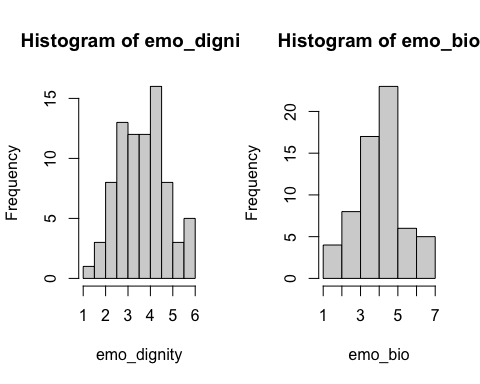 Histogram of emo_digni
Frequency
15
10
5
0
1 2 3 4 5 6
emo_dignity
Histogram of emo_bio
Frequency
20
15
10
5
0
1 3 5 7
emo_bio